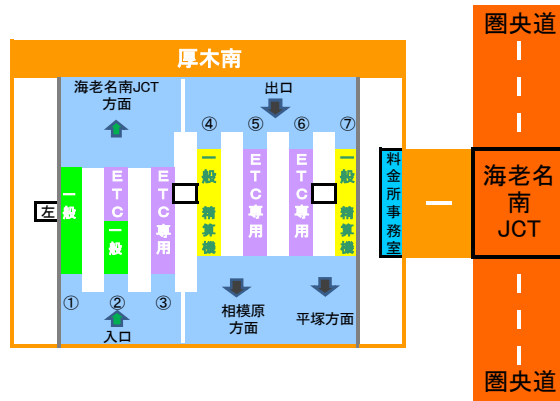 圏央道
厚木南
海老名南JCT
方面
出口
④
⑤
⑥
⑦
一般
ETC
一般
ETC専用
一般
精算機
ETC専用
ETC専用
一般
精算機
左
料金所事務室
海老名
南
JCT
①
②
③
入口
相模原
方面
平塚方面
圏央道